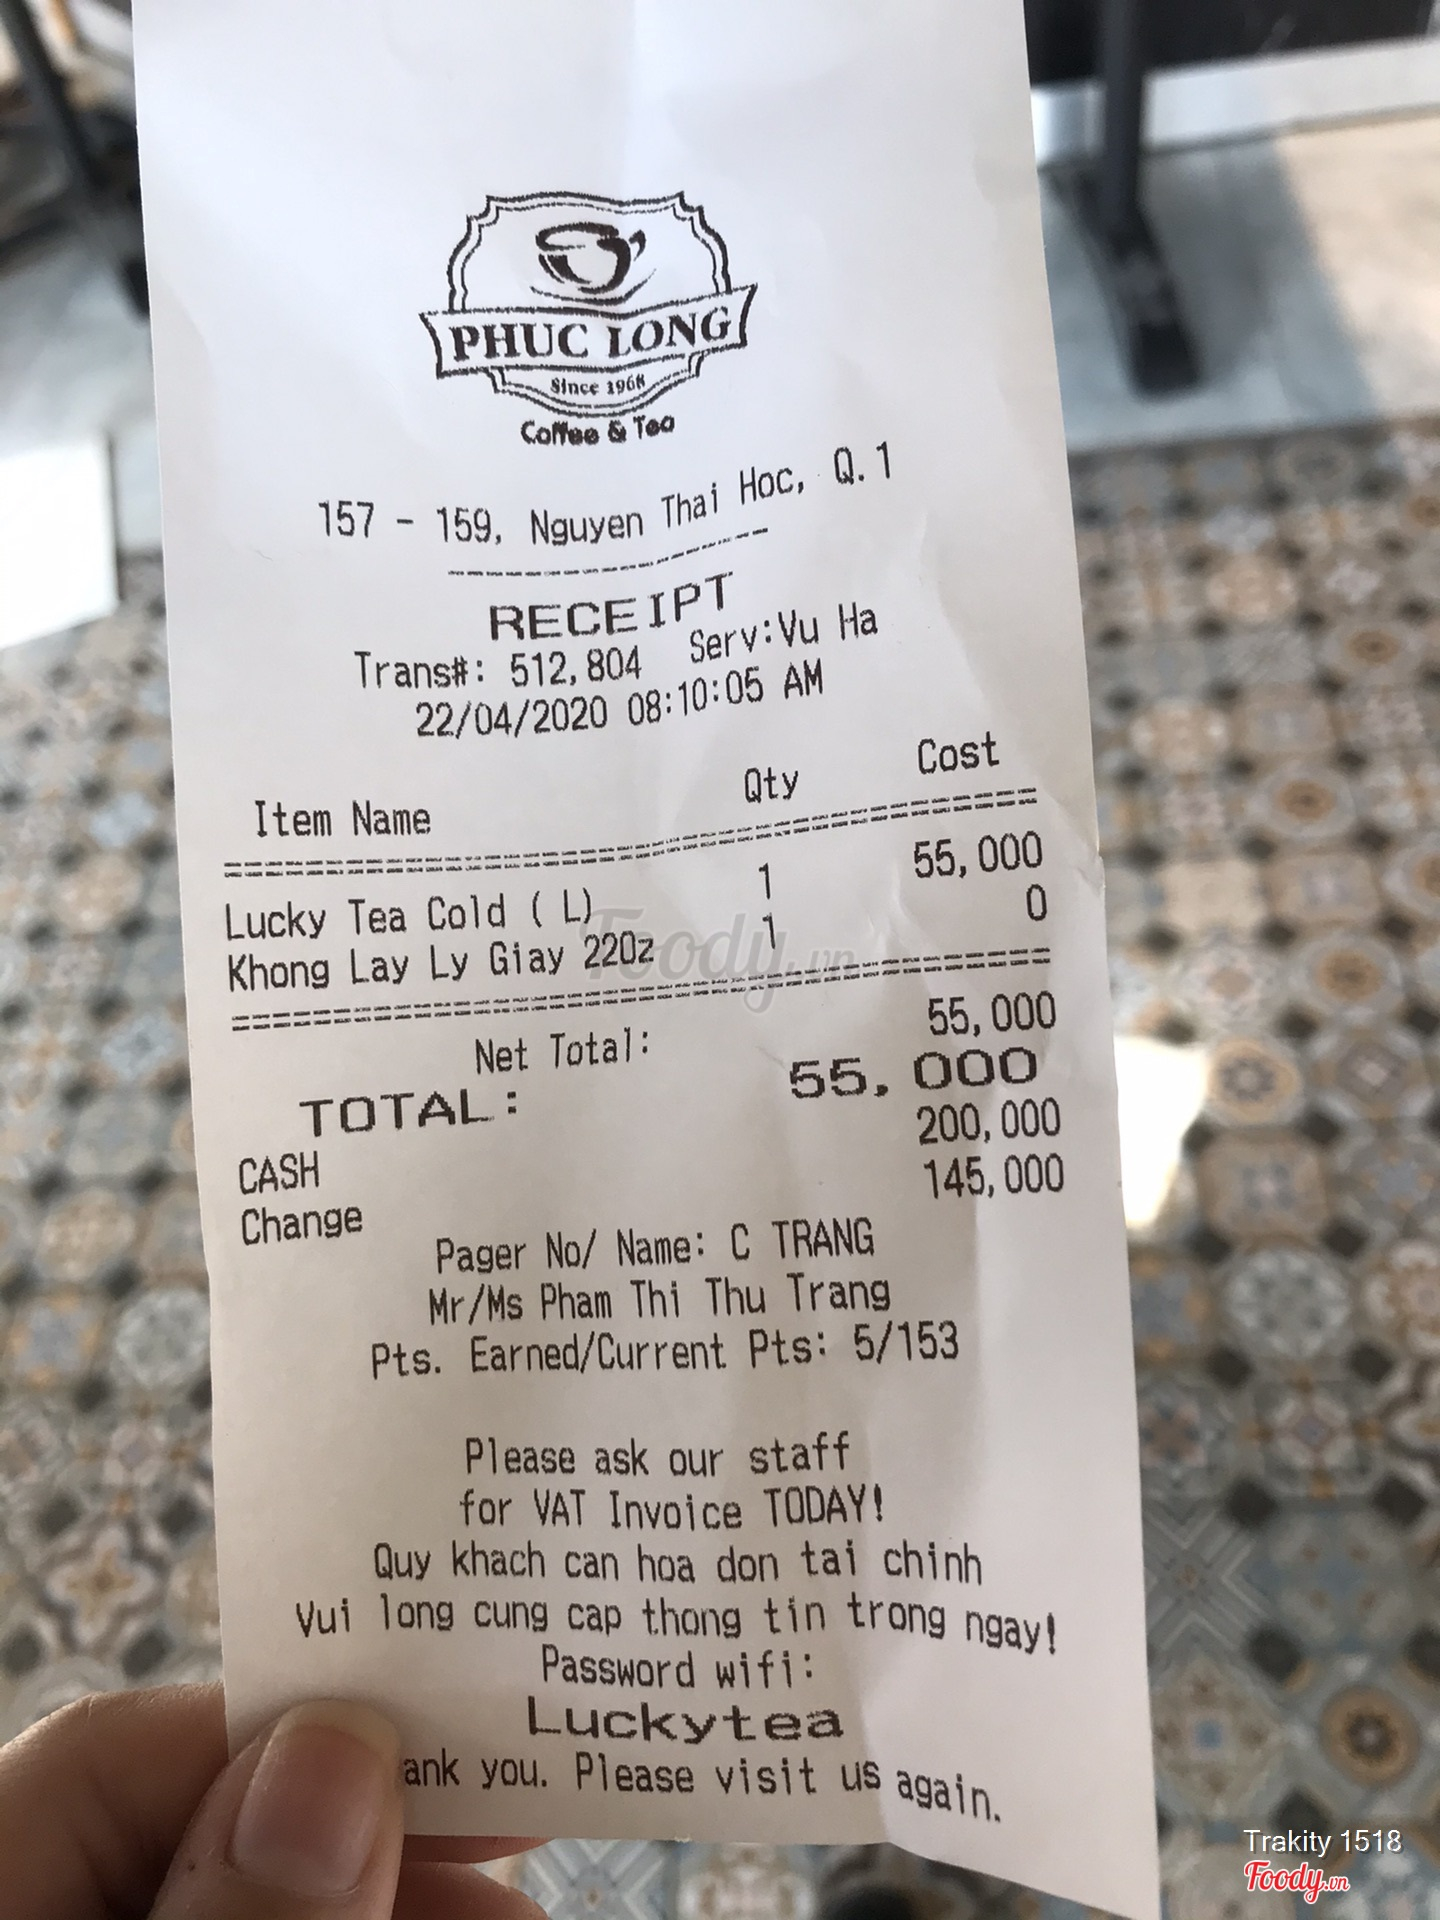 PHUC LONG
Since 1968
Coffee & Tea
157 - 159, Nguyen Thai Hoc, Q.1
RECEIPT
Trans#: 512,804 Serv:Vu Ha
22/04/2020 08:10:05 AM
Item Name Qty Cost
Lucky Tea Cold ( L) 1 55,000
Khong Lay Ly Giay 22Oz 1 0
Net Total: 55,000
TOTAL: 55,000
CASH 200,000
Change 145,000
Pager No/ Name: C TRANG
Mr/Ms Pham Thi Thu Trang
Pts. Earned/Current Pts: 5/153
Please ask our staff
for VAT Invoice TODAY!
Quy khach can hoa don tai chinh
Vui long cung cap thong tin trong ngay!
Password wifi:
Luckytea
ank you. Please visit us again.
Foody.vn
Trakity 1518
Foody.vn